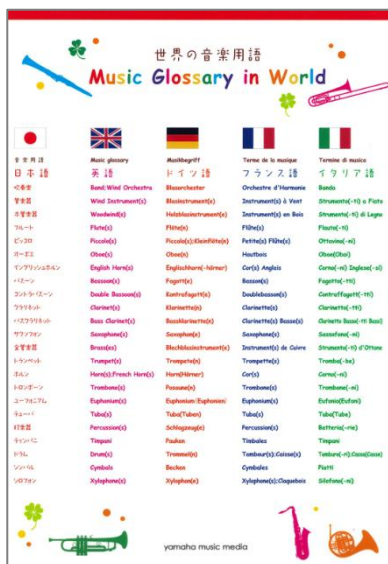 世界の音楽用語
Music Glossary in World
音楽用語 Music glossary Musikbegriff Terme de la musique Termine di musica
日本語 英語 ドイツ語 フランス語 イタリア語
吹奏楽 Band;Wind Orchestra Blasorchester Orchestre d'Harmonie Banda
管楽器 Wind Instrument(s) Blasinstrument(e) Instrument(s) à Vent Strumento(-ti) a Fiato
木管楽器 Woodwind(s) Holzblasinstrument(e) Instrument(s) en Bois Strumento(-ti) di Legno
フルート Flute(s) Flöte(n) Flûte(s) Flauto(-ti)
ピッコロ Piccolo(s) Piccolo(s);Kleinflöte(n) Petite(s) Flûte(s) Ottavino(-ni)
オーボエ Oboe(s) Oboe(n) Hautbois Oboe(Oboi)
イングリッシュホルン English Horn(s) Englischhorn(-hörner) Cor(s) Anglais Corno(-ni) Inglese(-si)
バスーン Bassoon(s) Fagott(e) Basson(s) Fagotto(-tti)
コントラバスーン Double Bassoon(s) Kontrafagott(e) Doublebasson(s) Controffagott(-tti)
クラリネット Clarinet(s) Klarinette(n) Clarinette(s) Clarinetto(-tti)
バスクラリネット Bass Clarinet(s) Bassklarinette(n) Clarinette(s) Basse(s) Clarinetto Basso(-tti Bassi)
サクソフォン Saxophone(s) Saxophon(e) Saxophone(s) Sassofono(-ni)
金管楽器 Brass(es) Blechblasinstrument(e) Instrument(s) de Cuivre Strumento(-ti) d'Ottone
トランペット Trumpet(s) Trompete(n) Trompette(s) Tromba(-be)
ホルン Horn(s);French Horn(s) Horn(Hörner) Cor(s) Corno(-ni)
トロンボーン Trombone(s) Posaune(n) Trombone(s) Trombone(-ni)
ユーフォニアム Euphonium(s) Euphonium(Euphonien) Euphonium(s) Eufonio(Eufoni)
テューバ Tuba(s) Tuba(Tuben) Tuba(s) Tuba(Tube)
打楽器 Percussion(s) Schlagzeug(e) Percussion(s) Batteria(-rie)
ティンパニ Timpani Pauken Timbales Timpani
ドラム Drum(s) Trommel(n) Tambour(s);Caisse(s) Tamburo(-ri);Cassa(Casse)
シンバル Cymbals Becken Cymbales Piatti
シロフォン Xylophone(s) Xylophon(e) Xylophone(s);Claquebois Silofono(-ni)
yamaha music media